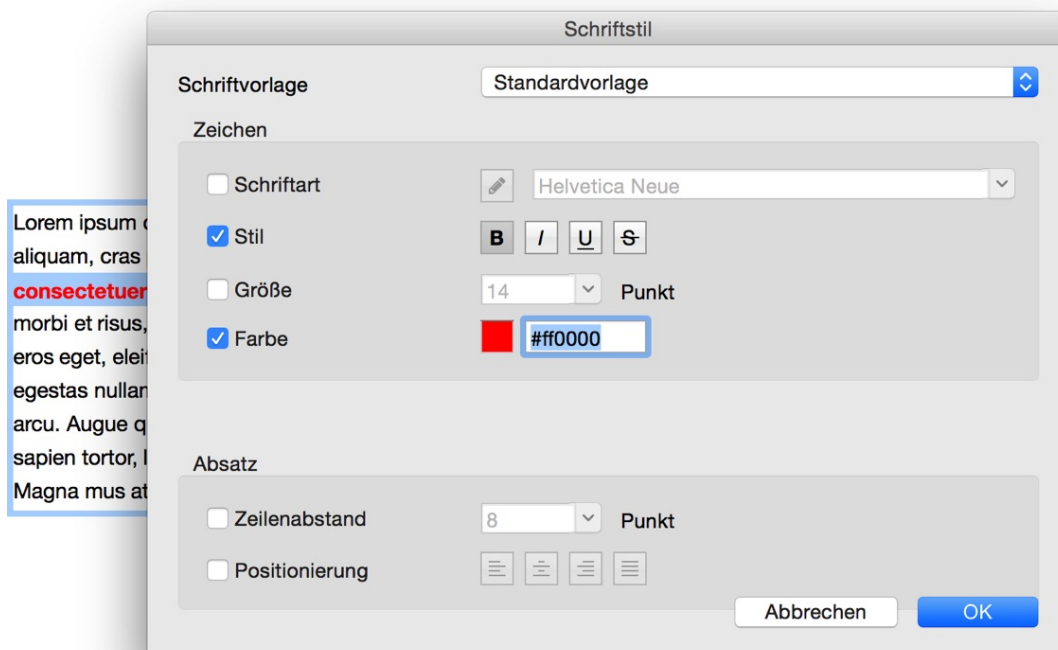 Schriftstil
Schriftvorlage Standardvorlage
Zeichen
Schriftart Helvetica Neue
Stil B I U S
Größe 14 Punkt
Farbe #ff0000
Absatz
Zeilenabstand 8 Punkt
Positionierung
Abbrechen OK
Lorem ipsum
aliquam, cras
consectetuer
morbi et risus,
eros eget,
egestas
arcu. Augue
sapien tortor,
Magna mus at